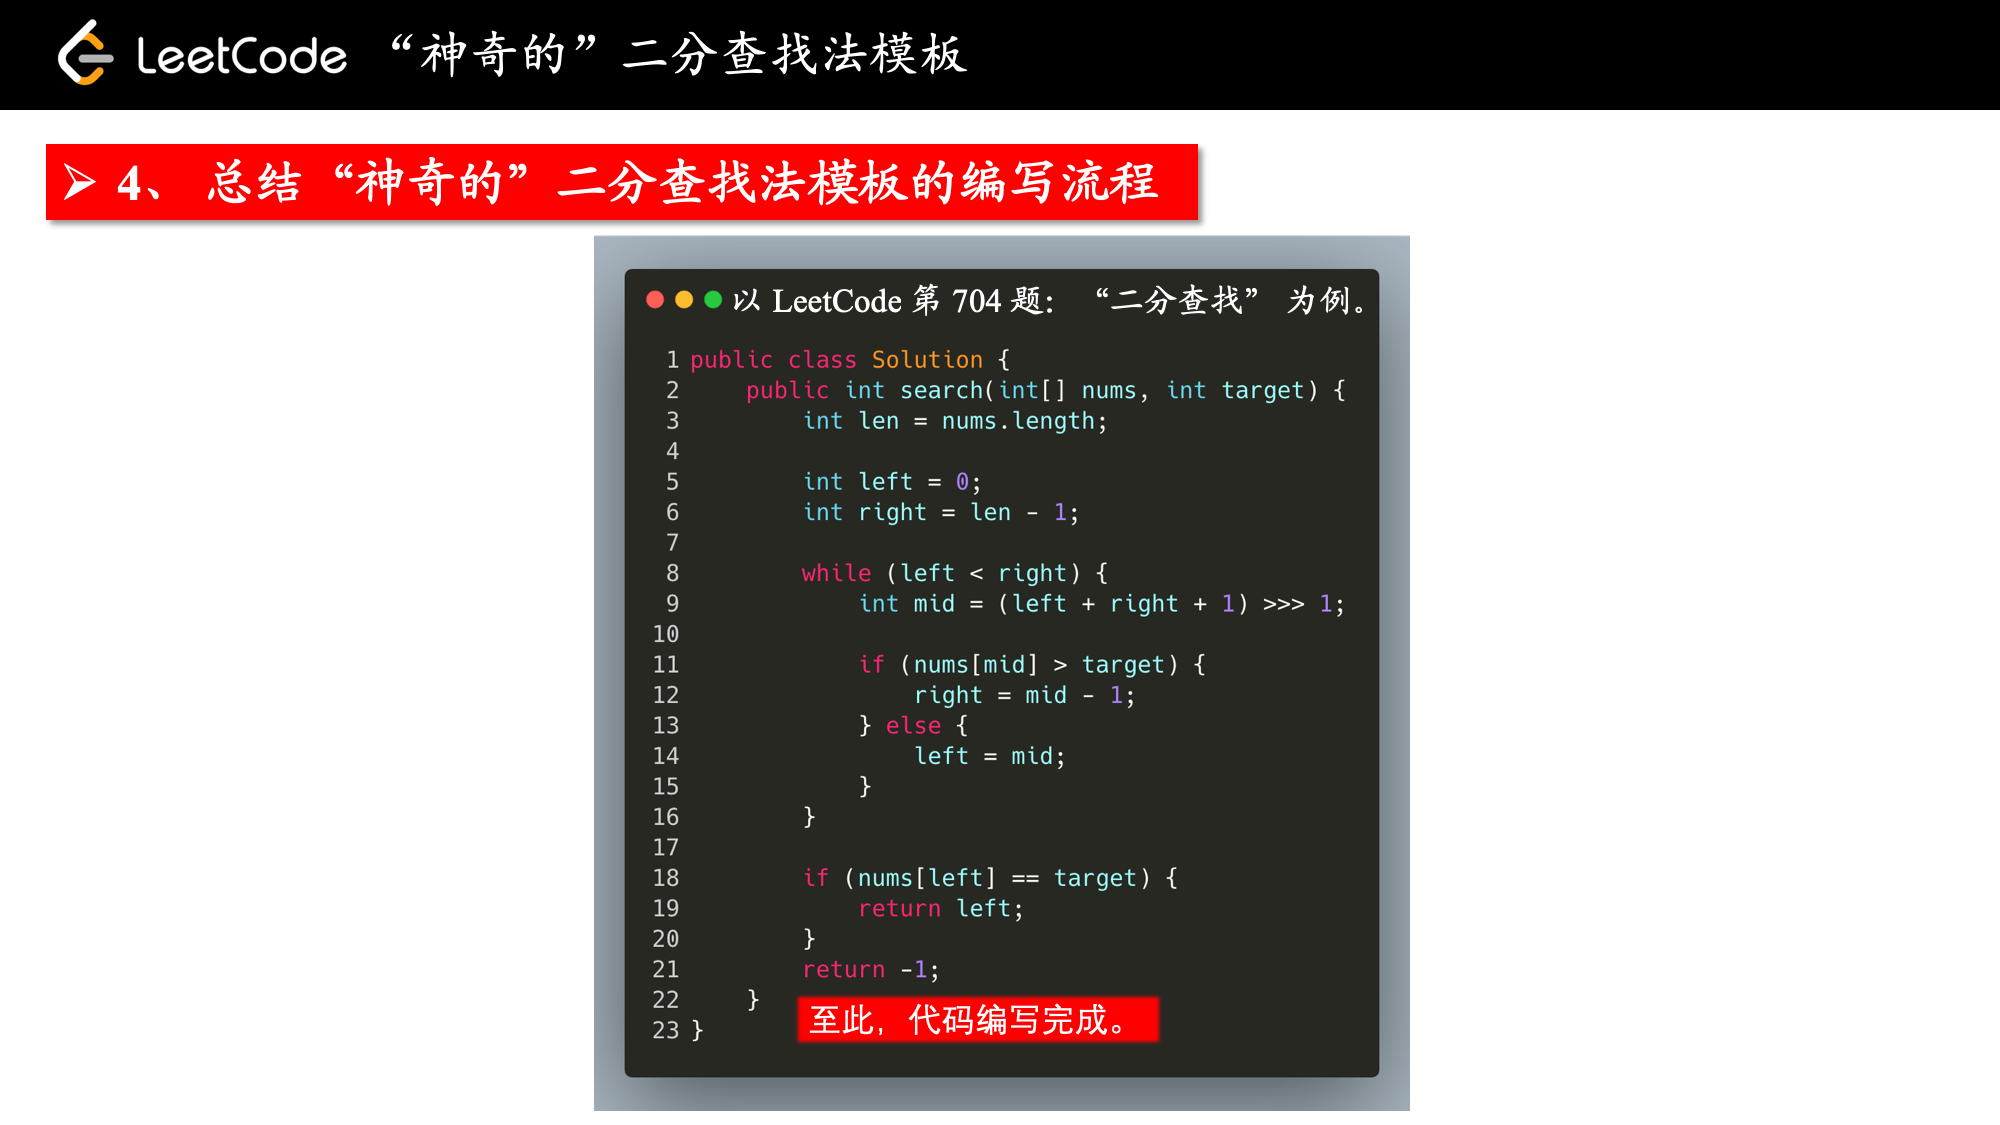 LeetCode “神奇的”二分查找法模板
➢ 4、 总结“神奇的”二分查找法模板的编写流程
以 LeetCode 第 704 题： “二分查找” 为例。
1 public class Solution {
2     public int search(int[] nums, int target) {
3         int len = nums.length;
4
5         int left = 0;
6         int right = len - 1;
7
8         while (left < right) {
9             int mid = (left + right + 1) >>> 1;
10
11             if (nums[mid] > target) {
12                 right = mid - 1;
13             } else {
14                 left = mid;
15             }
16         }
17
18         if (nums[left] == target) {
19             return left;
20         }
21         return -1;
22     }
至此，代码编写完成。
23 }